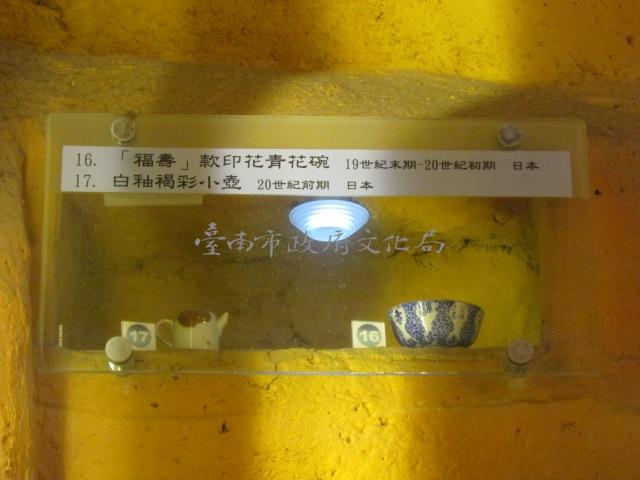 16. 「福壽」款印花青花碗 19世紀末期-20世紀初期 日本
17. 白釉褐彩小壺 20世紀前期 日本
臺南市政府文化局
17
16